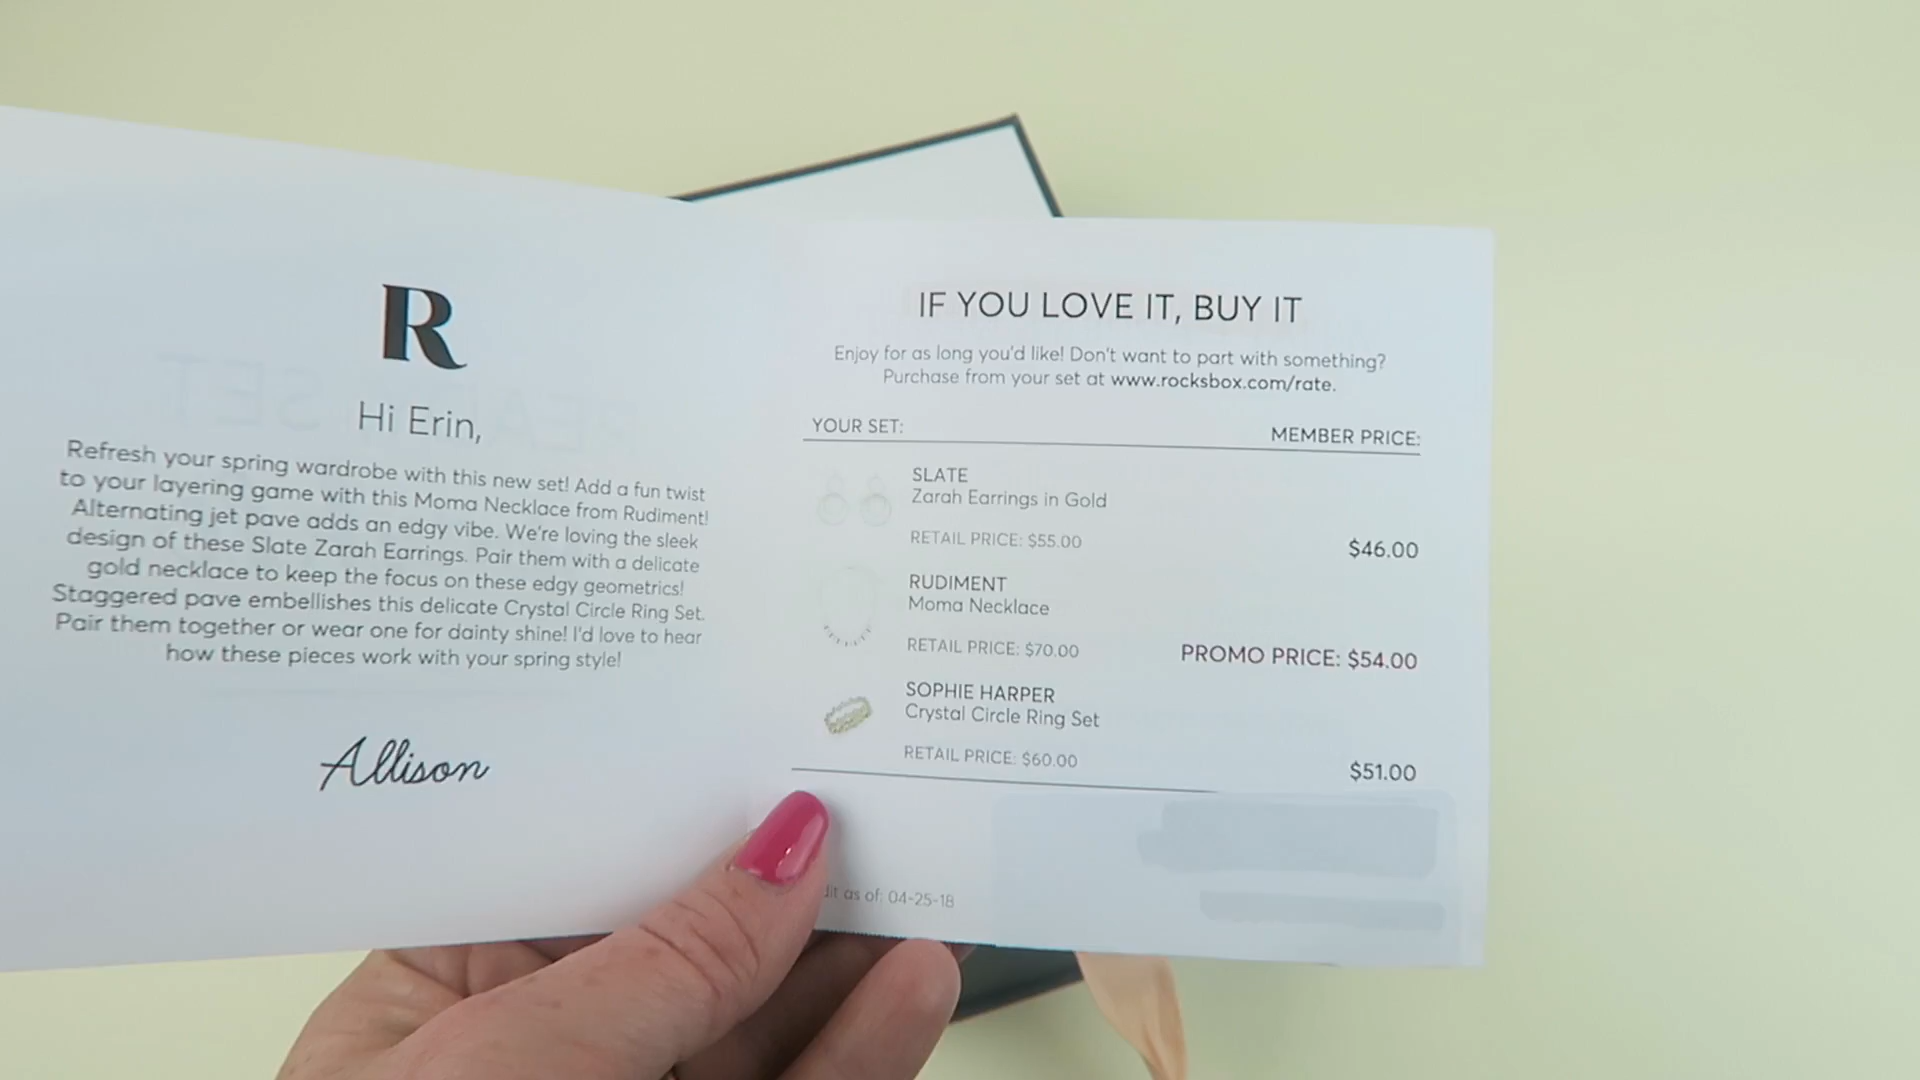 R
Hi Erin,
Refresh your spring wardrobe with this new set! Add a fun twist
to your layering game with this Moma Necklace from Rudiment!
Alternating jet pave adds an edgy vibe. We're loving the sleek
design of these Slate Zarah Earrings. Pair them with a delicate
gold necklace to keep the focus on these edgy geometrics!
Staggered pave embellishes this delicate Crystal Circle Ring Set.
Pair them together or wear one for dainty shine! I'd love to hear
how these pieces work with your spring style!
Allison
IF YOU LOVE IT, BUY IT
Enjoy for as long you'd like! Don't want to part with something?
Purchase from your set at www.rocksbox.com/rate.
YOUR SET: MEMBER PRICE:
SLATE
Zarah Earrings in Gold
RETAIL PRICE: $55.00 $46.00
RUDIMENT
Moma Necklace
RETAIL PRICE: $70.00 PROMO PRICE: $54.00
SOPHIE HARPER
Crystal Circle Ring Set
RETAIL PRICE: $60.00 $51.00
as of: 04-25-18